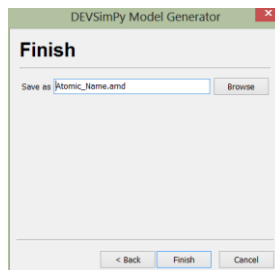 DEVSimPy Model Generator
Finish
Save as Atomic_Name.amd Browse
< Back Finish Cancel